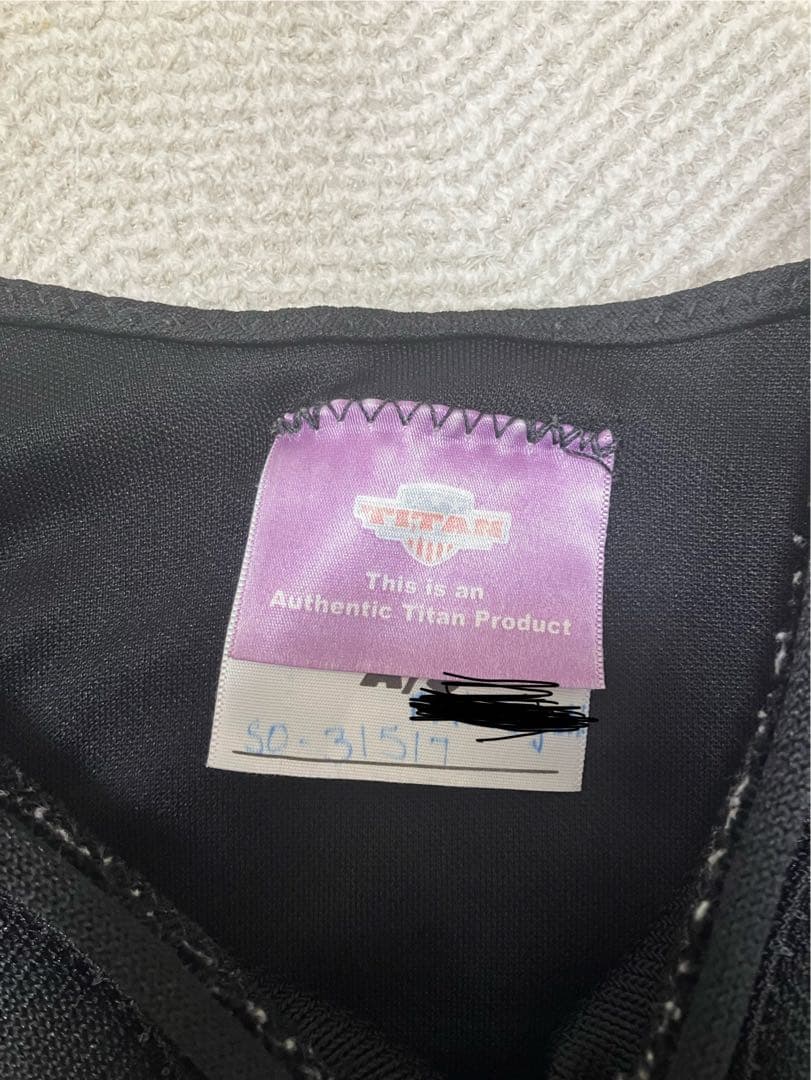 TITAN
This is an
Authentic Titan Product
SO-31517